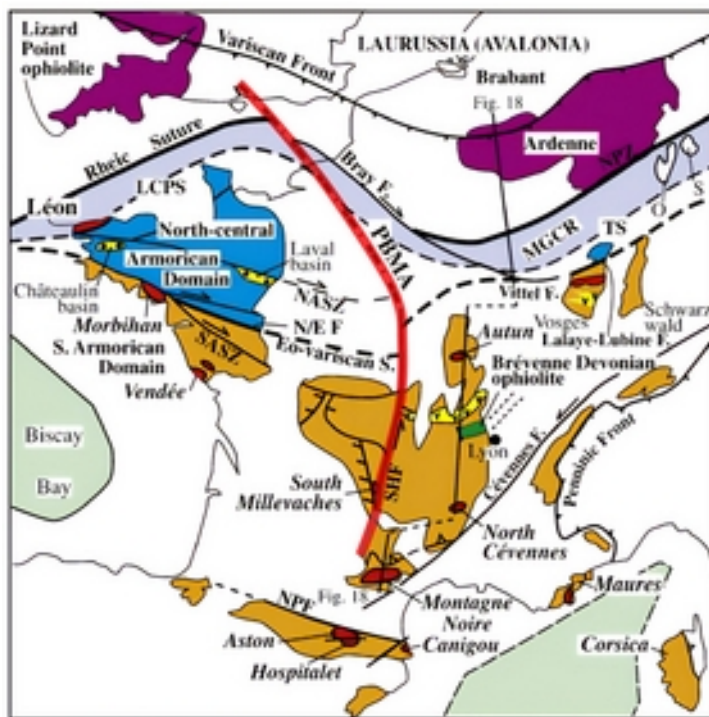 Lizard
Point
ophiolite
Variscan Front
LAURUSSIA (AVALONIA)
Brabant
Fig. 18
Ardenne
NPZ
Rheic Suture
Bray F.
LCPS
Léon
North-central
Armorican
Domain
Laval
basin
PBMA
MGCR
O
S
TS
Châteaulin
basin
NASZ
Vittel F.
Vosges
Schwarz
wald
Lalaye-Lubine F.
Morbihan
N/E F
S. Armorican
Domain
SASZ
Eo-variscan S.
Vendée
Autun
Brévenne Devonian
ophiolite
Biscay
Bay
Lyon
Cévennes F.
Penninic Front
South
Millevaches
SHF
North
Cévennes
NPF
Fig. 18
Montagne
Noire
Maures
Aston
Hospitalet
Canigou
Corsica